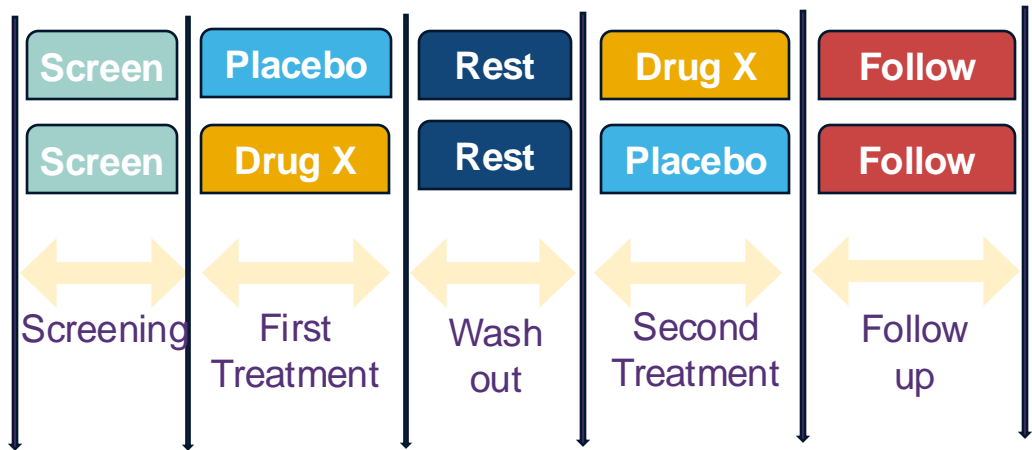 Screen Placebo Rest Drug X Follow
Screen Drug X Rest Placebo Follow
Screening
First
Treatment
Wash
out
Second
Treatment
Follow
up